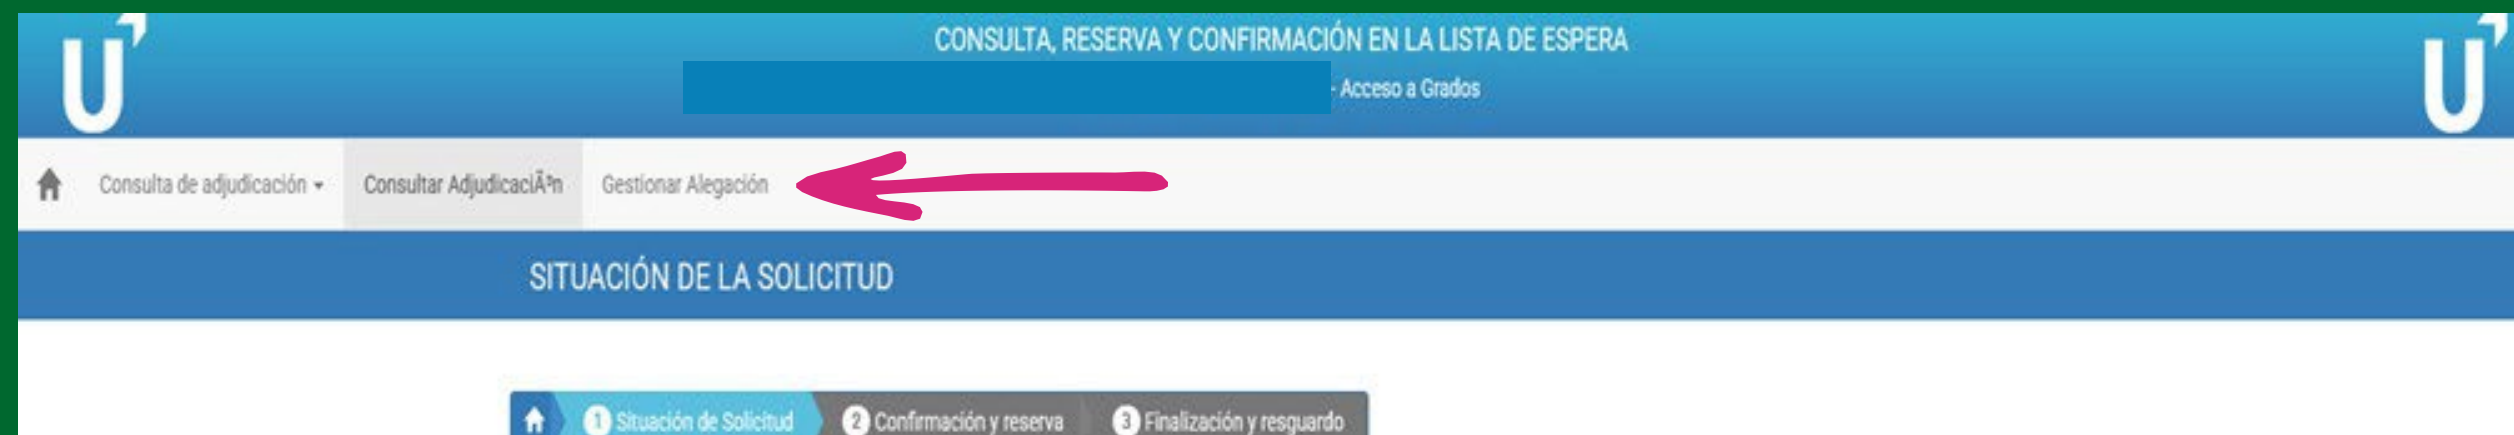 CONSULTA, RESERVA Y CONFIRMACIÓN EN LA LISTA DE ESPERA
- Acceso a Grados
Consulta de adjudicación Consultar AdjudicaciÃ³n Gestionar Alegación
SITUACIÓN DE LA SOLICITUD
1 Situación de Solicitud 2 Confirmación y reserva 3 Finalización y resguardo